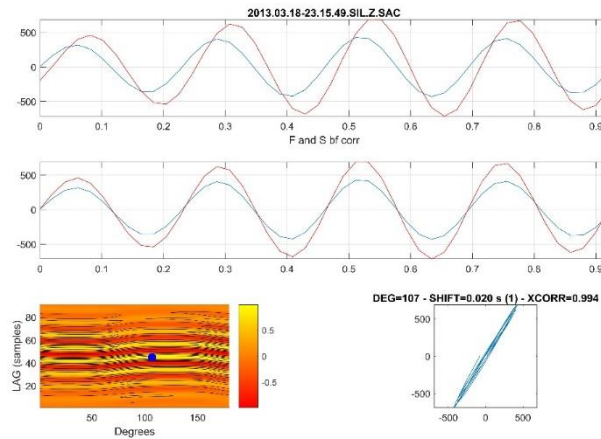 2013.03.18-23.15.49.SIL.Z.SAC
500
0
-500
0 0.1 0.2 0.3 0.4 0.5 0.6 0.7 0.8 0.9
F and S bf corr
500
0
-500
0 0.1 0.2 0.3 0.4 0.5 0.6 0.7 0.8 0.9
DEG=107 - SHIFT=0.020 s (1) - XCORR=0.994
LAG (samples)
80
60
40
20
50 100 150
Degrees
0.5
0
-0.5
500
0
-500
-500 0 500